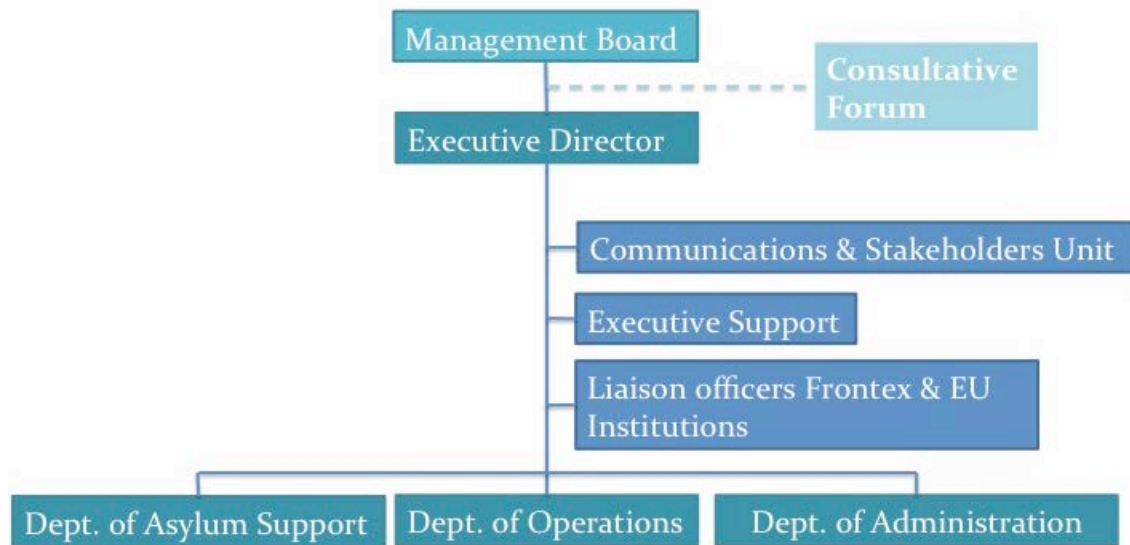 Management Board
Consultative
Forum
Executive Director
Communications & Stakeholders Unit
Executive Support
Liaison officers Frontex & EU
Institutions
Dept. of Asylum Support
Dept. of Operations
Dept. of Administration